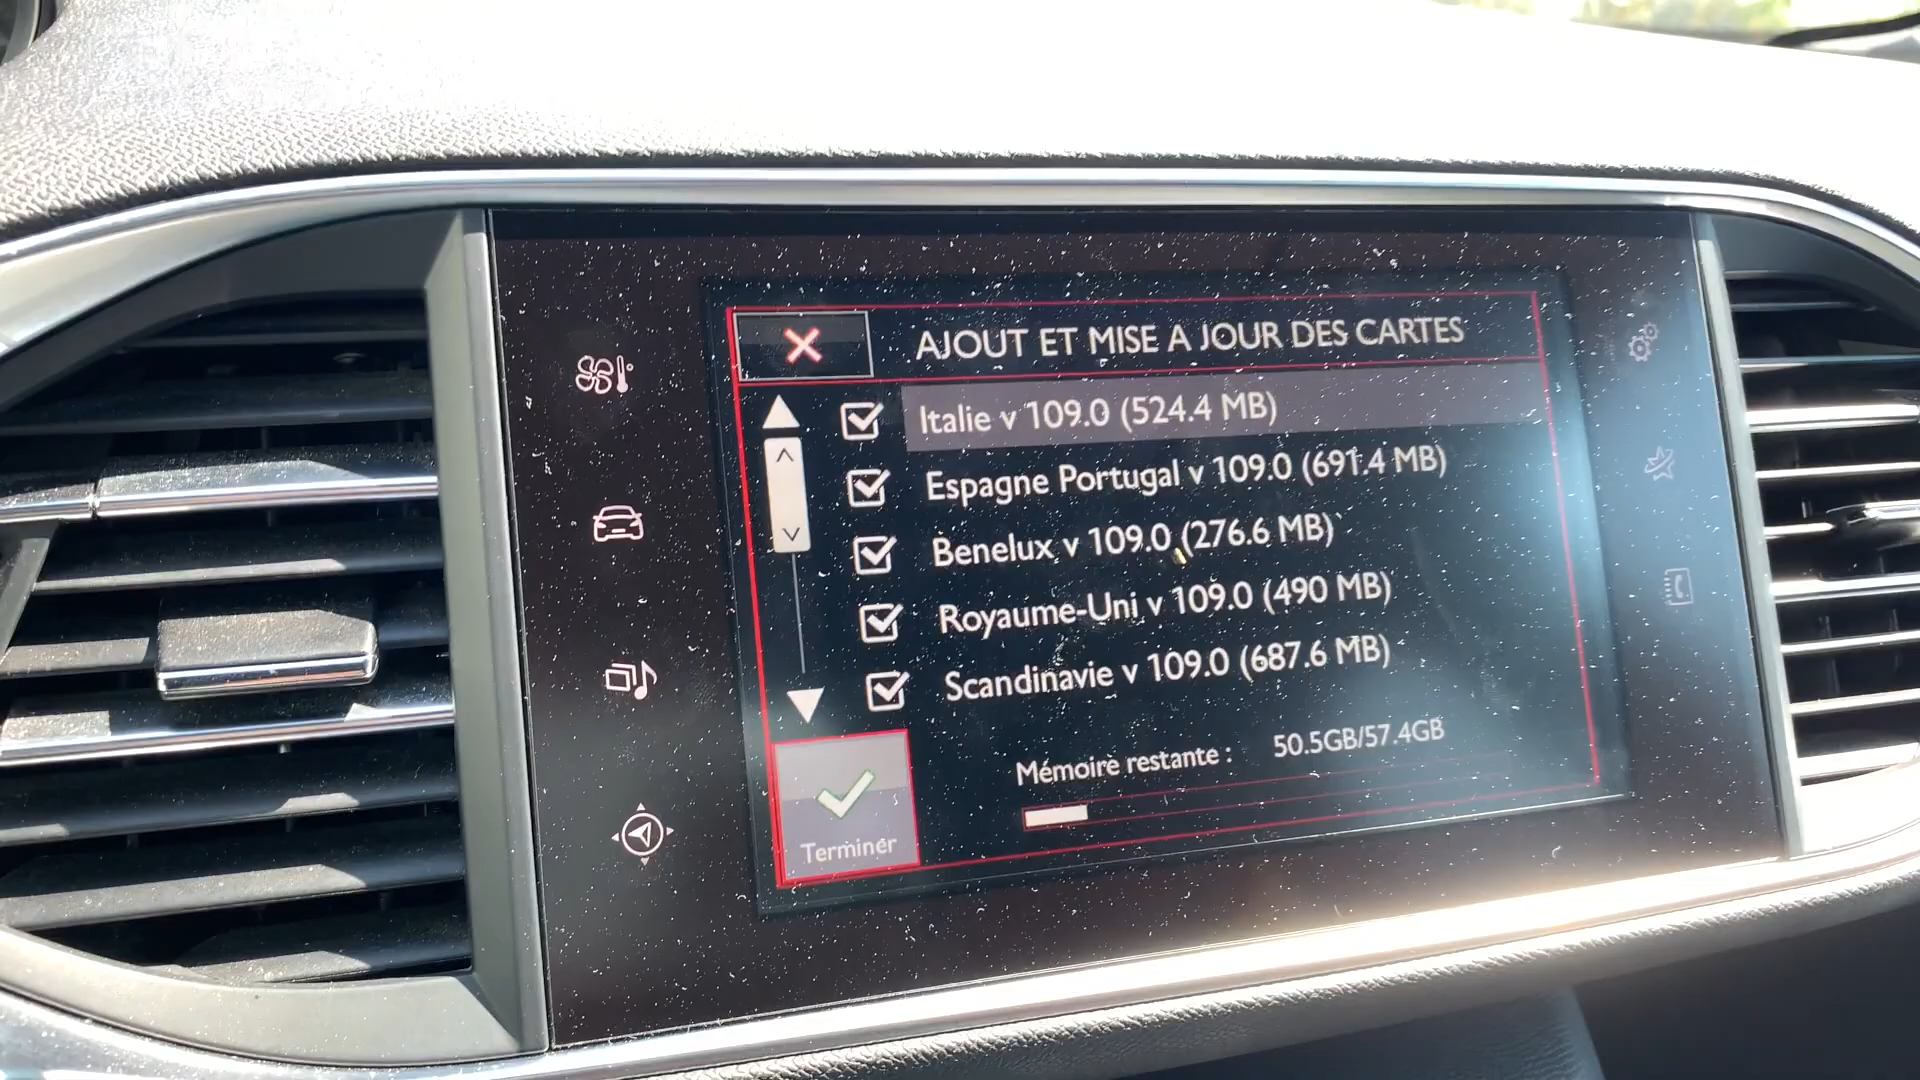 AJOUT ET MISE A JOUR DES CARTES
Italie v 109.0 (524.4 MB)
Espagne Portugal v 109.0 (691.4 MB)
Benelux v 109.0 (276.6 MB)
Royaume-Uni v 109.0 (490 MB)
Scandinavie v 109.0 (687.6 MB)
Mémoire restante : 50.5GB/57.4GB
Terminer